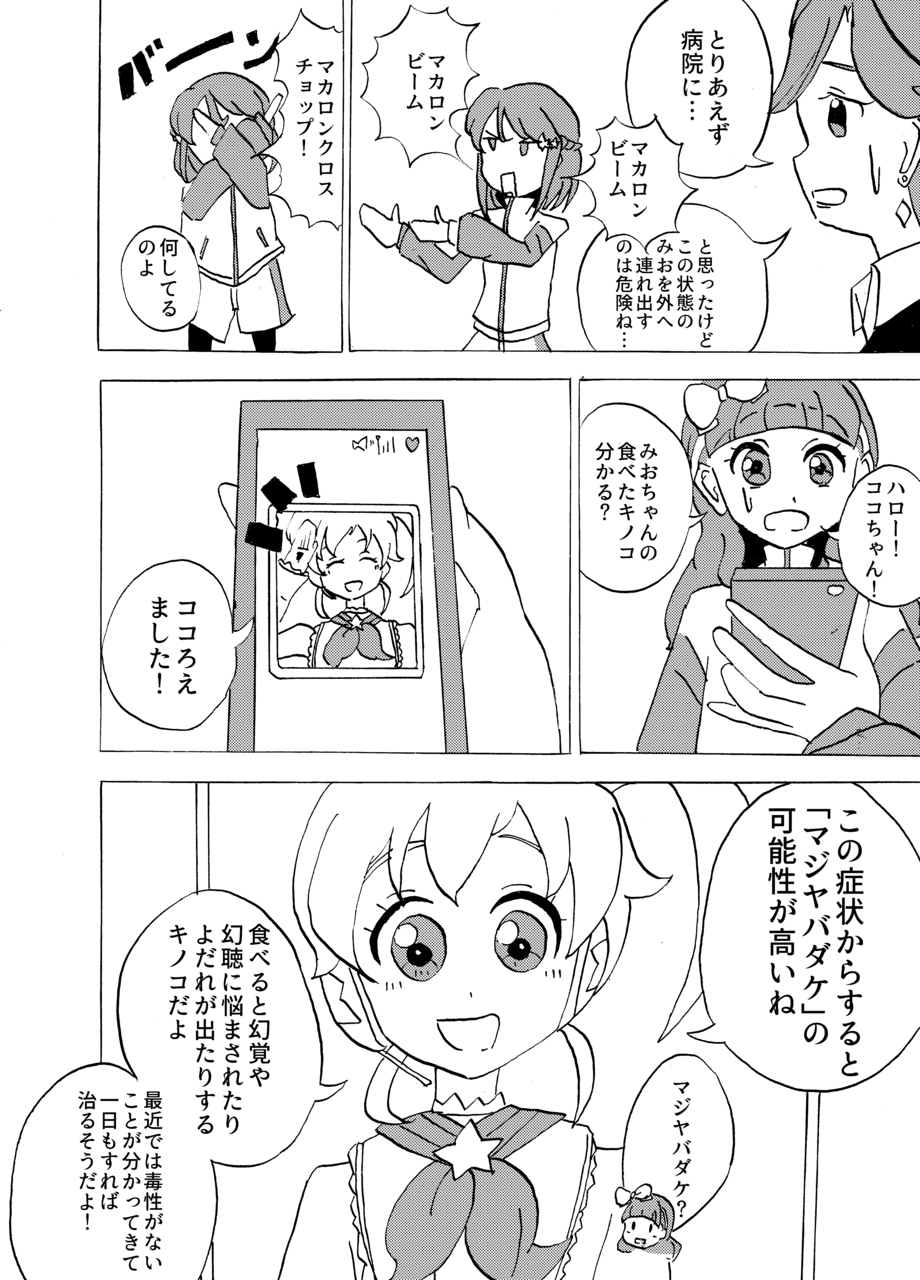 とりあえず
病院に…
と思ったけど
この状態の
みおを外へ
連れ出す
のは危険ね…
マカロン
ビーム
マカロン
ビーム
マカロンクロス
チョップ！
バーーン
何してる
のよ
ハロー！
ココちゃん！
みおちゃんの
食べたキノコ
分かる？
ココろえ
ました！
この症状からすると
「マジヤバダケ」の
可能性が高いね
マジヤバダケ？
食べると幻覚や
幻聴に悩まされたり
よだれが出たりする
キノコだよ
最近では毒性がない
ことが分かってきて
一日もすれば
治るそうだよ！